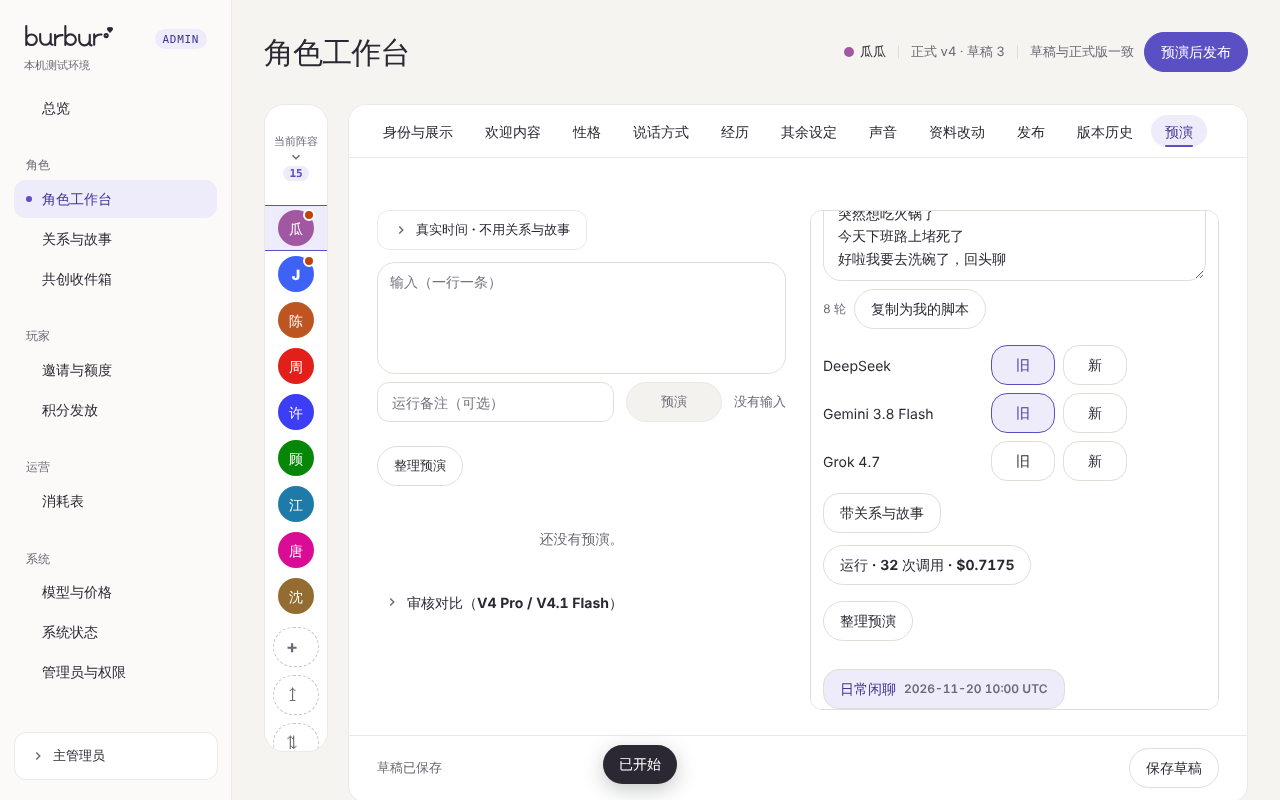 burbur
ADMIN
本机测试环境
总览
角色
角色工作台
关系与故事
共创收件箱
玩家
邀请与额度
积分发放
运营
消耗表
系统
模型与价格
系统状态
管理员与权限
主管理员
角色工作台
瓜瓜
正式 v4 · 草稿 3
草稿与正式版一致
预演后发布
当前阵容
15
瓜
J
陈
周
许
顾
江
唐
沈
+
身份与展示
欢迎内容
性格
说话方式
经历
其余设定
声音
资料改动
发布
版本历史
预演
真实时间 · 不用关系与故事
输入（一行一条）
运行备注（可选）
预演
没有输入
整理预演
还没有预演。
审核对比（V4 Pro / V4.1 Flash）
突然想吃火锅了
今天下班路上堵死了
好啦我要去洗碗了，回头聊
8 轮
复制为我的脚本
DeepSeek
旧
新
Gemini 3.8 Flash
旧
新
Grok 4.7
旧
新
带关系与故事
运行 · 32 次调用 · $0.7175
整理预演
日常闲聊 2026-11-20 10:00 UTC
草稿已保存
已开始
保存草稿